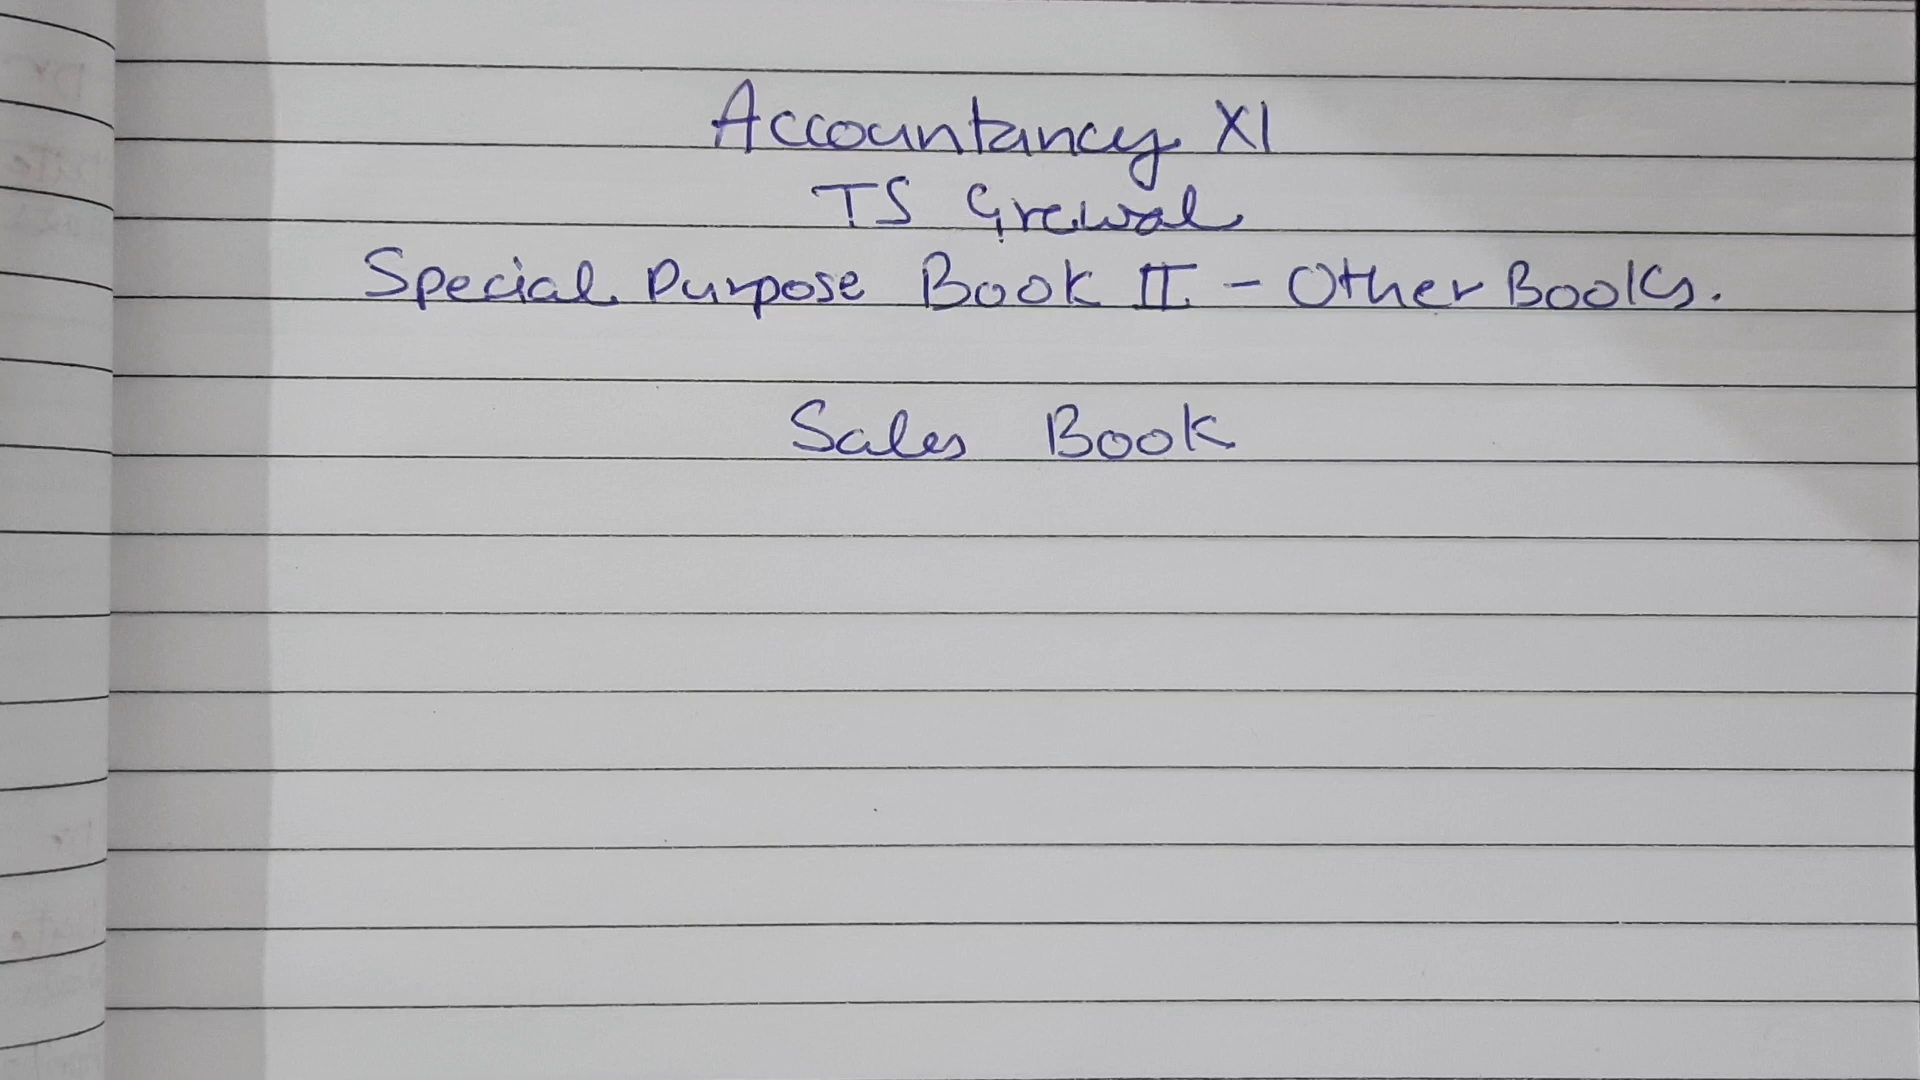 Accountancy XI
TS Grewal
Special Purpose Book II - Other Books.
Sales Book